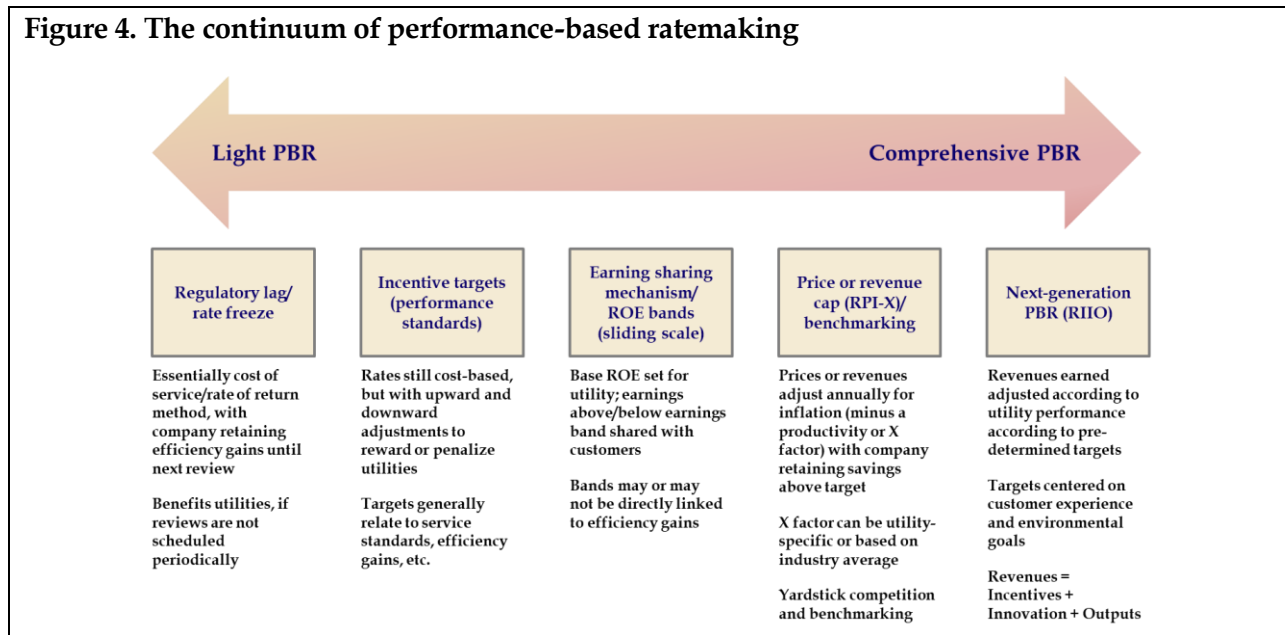 Figure 4. The continuum of performance-based ratemaking
Light PBR
Comprehensive PBR
Regulatory lag/
rate freeze
Essentially cost of
service/rate of return
method, with
company retaining
efficiency gains until
next review
Benefits utilities, if
reviews are not
scheduled
periodically
Incentive targets
(performance
standards)
Rates still cost-based,
but with upward and
downward
adjustments to
reward or penalize
utilities
Targets generally
relate to service
standards, efficiency
gains, etc.
Earning sharing
mechanism/
ROE bands
(sliding scale)
Base ROE set for
utility; earnings
above/below earnings
band shared with
customers
Bands may or may
not be directly linked
to efficiency gains
Price or revenue
cap (RPI-X)/
benchmarking
Prices or revenues
adjust annually for
inflation (minus a
productivity or X
factor) with company
retaining savings
above target
X factor can be utility-
specific or based on
industry average
Yardstick competition
and benchmarking
Next-generation
PBR (RIIO)
Revenues earned
adjusted according to
utility performance
according to pre-
determined targets
Targets centered on
customer experience
and environmental
goals
Revenues =
Incentives +
Innovation + Outputs